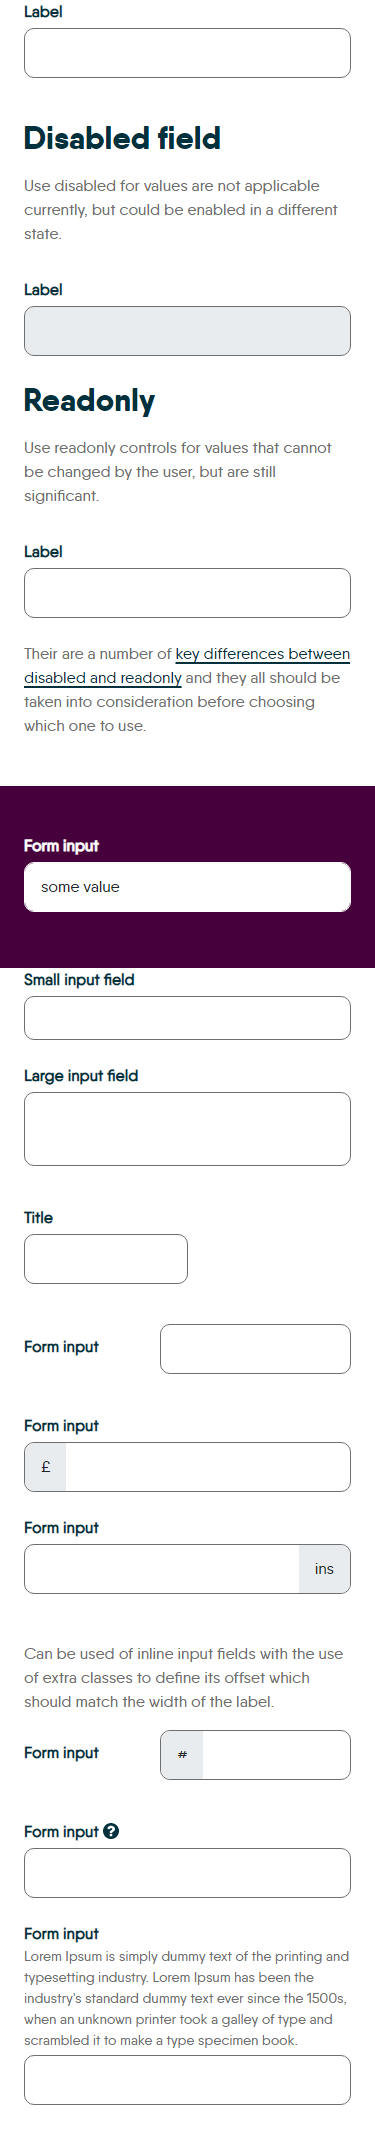 Label
Disabled field
Use disabled for values are not applicable
currently, but could be enabled in a different
state.
Label
Readonly
Use readonly controls for values that cannot
be changed by the user, but are still
significant.
Label
Their are a number of key differences between
disabled and readonly and they all should be
taken into consideration before choosing
which one to use.
Form input
some value
Small input field
Large input field
Title
Form input
Form input
£
Form input
ins
Can be used of inline input fields with the use
of extra classes to define its offset which
should match the width of the label.
Form input #
Form input ?
Form input
Lorem Ipsum is simply dummy text of the printing and
typesetting industry. Lorem Ipsum has been the
industry's standard dummy text ever since the 1500s,
when an unknown printer took a galley of type and
scrambled it to make a type specimen book.